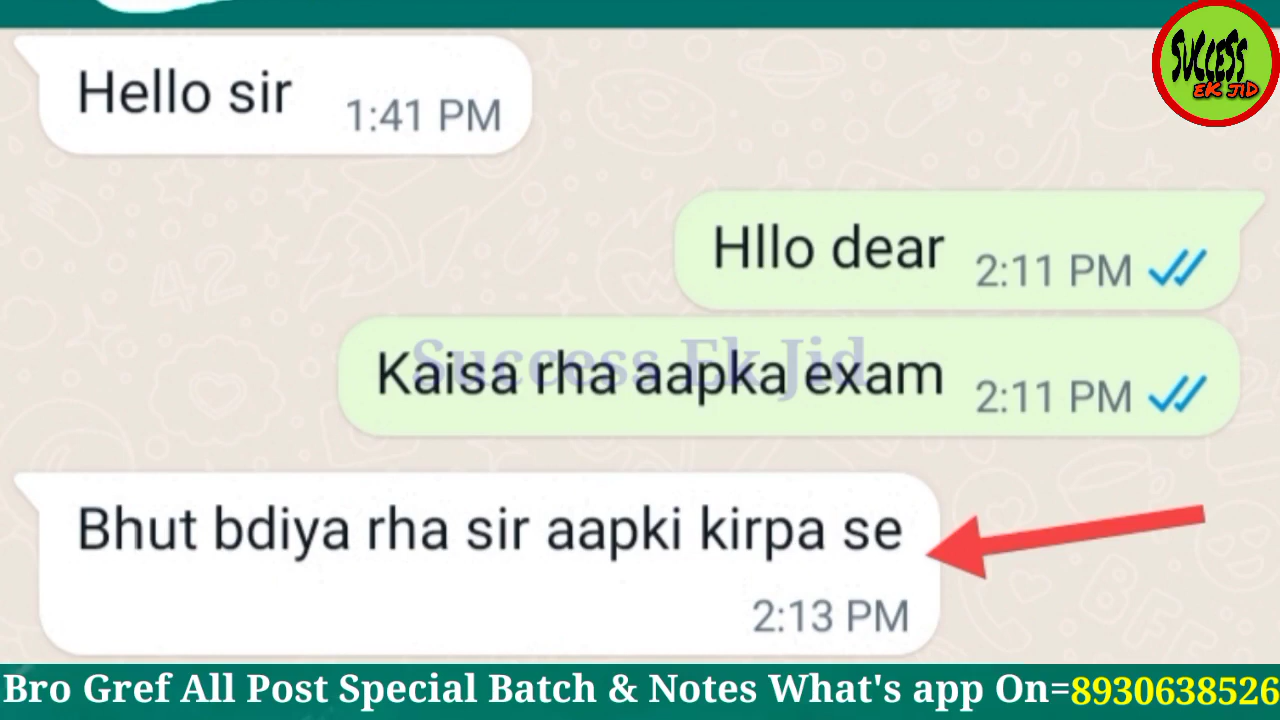 SUCCESS
EK JID
Hello sir
1:41 PM
Hllo dear
2:11 PM
Kaisa rha aapka exam
2:11 PM
Success Ek Jid
Bhut bdiya rha sir aapki kirpa se
2:13 PM
Bro Gref All Post Special Batch & Notes What's app On=8930638526